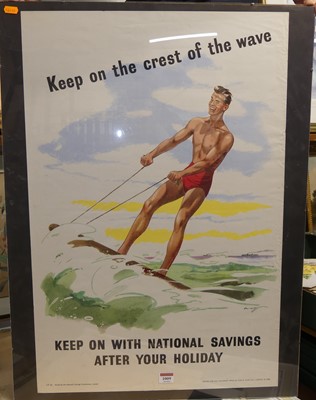 Keep on the crest of the wave
KEEP ON WITH NATIONAL SAVINGS
AFTER YOUR HOLIDAY